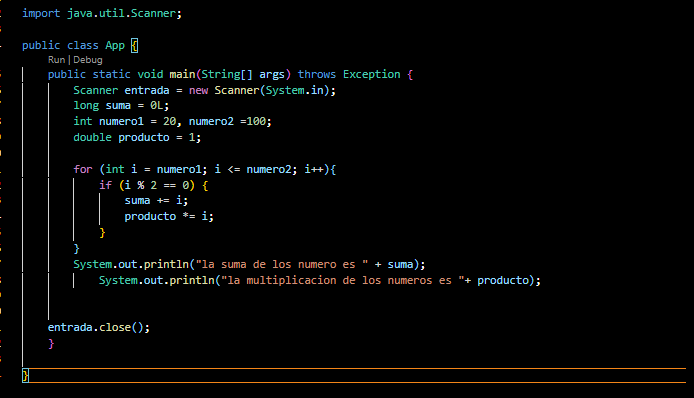 import java.util.Scanner;
public class App {
Run | Debug
public static void main(String[] args) throws Exception {
Scanner entrada = new Scanner(System.in);
long suma = 0L;
int numero1 = 20, numero2 =100;
double producto = 1;
for (int i = numero1; i <= numero2; i++){
if (i % 2 == 0) {
suma += i;
producto *= i;
}
}
System.out.println("la suma de los numero es " + suma);
System.out.println("la multiplicacion de los numeros es "+ producto);
entrada.close();
}
}